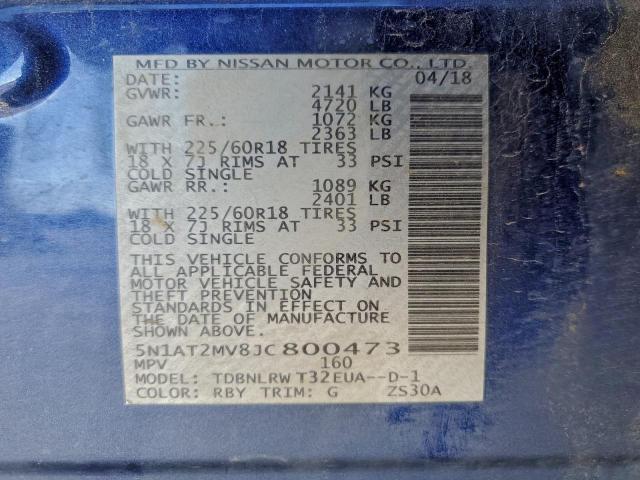 MFD BY NISSAN MOTOR CO., LTD.
DATE: 04/18
GVWR: 2141 KG
4720 LB
GAWR FR.: 1072 KG
2363 LB
WITH 225/60R18 TIRES
18 X 7J RIMS AT 33 PSI
COLD SINGLE
GAWR RR.: 1089 KG
2401 LB
WITH 225/60R18 TIRES
18 X 7J RIMS AT 33 PSI
COLD SINGLE
THIS VEHICLE CONFORMS TO
ALL APPLICABLE FEDERAL
MOTOR VEHICLE SAFETY AND
THEFT PREVENTION
STANDARDS IN EFFECT ON
THE DATE OF MANUFACTURE
SHOWN ABOVE.
5N1AT2MV8JC800473
MPV 160
MODEL: TDBNLRW T32EUA--D-1
COLOR: RBY TRIM: G ZS30A